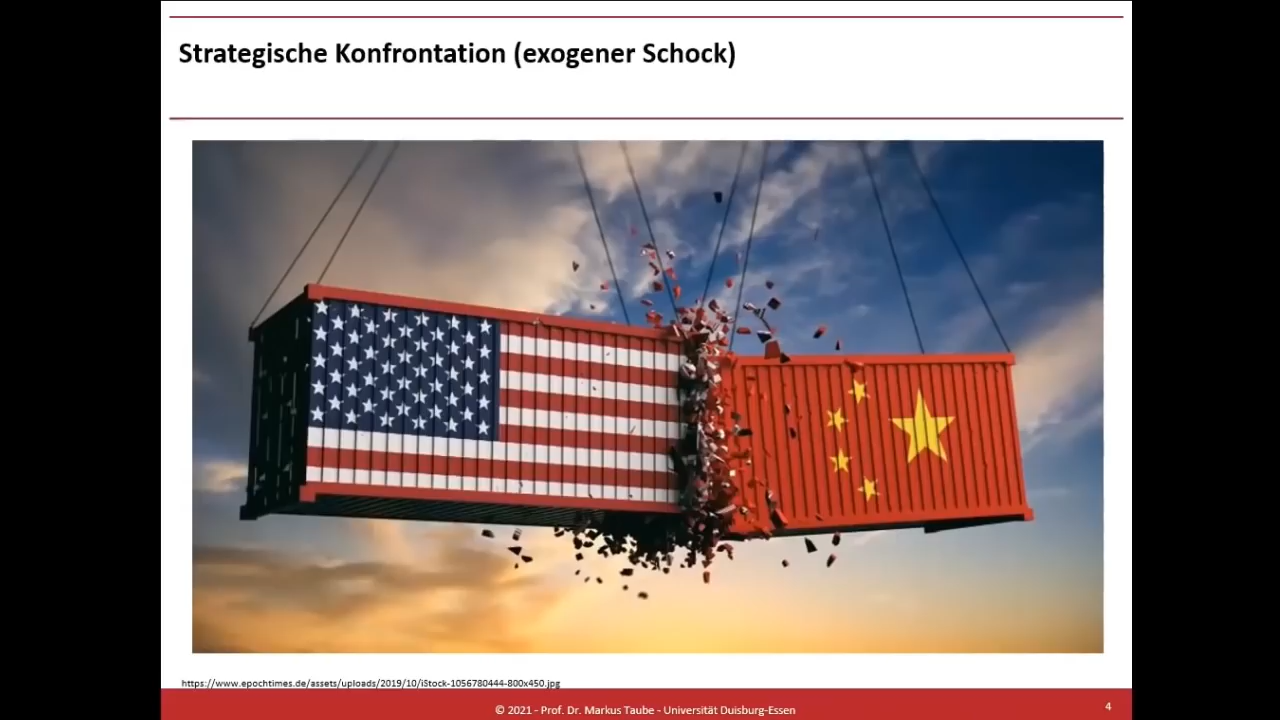 Strategische Konfrontation (exogener Schock)
https://www.epochtimes.de/assets/uploads/2019/10/iStock-1056780444-800x450.jpg
© 2021 - Prof. Dr. Markus Taube - Universität Duisburg-Essen
4